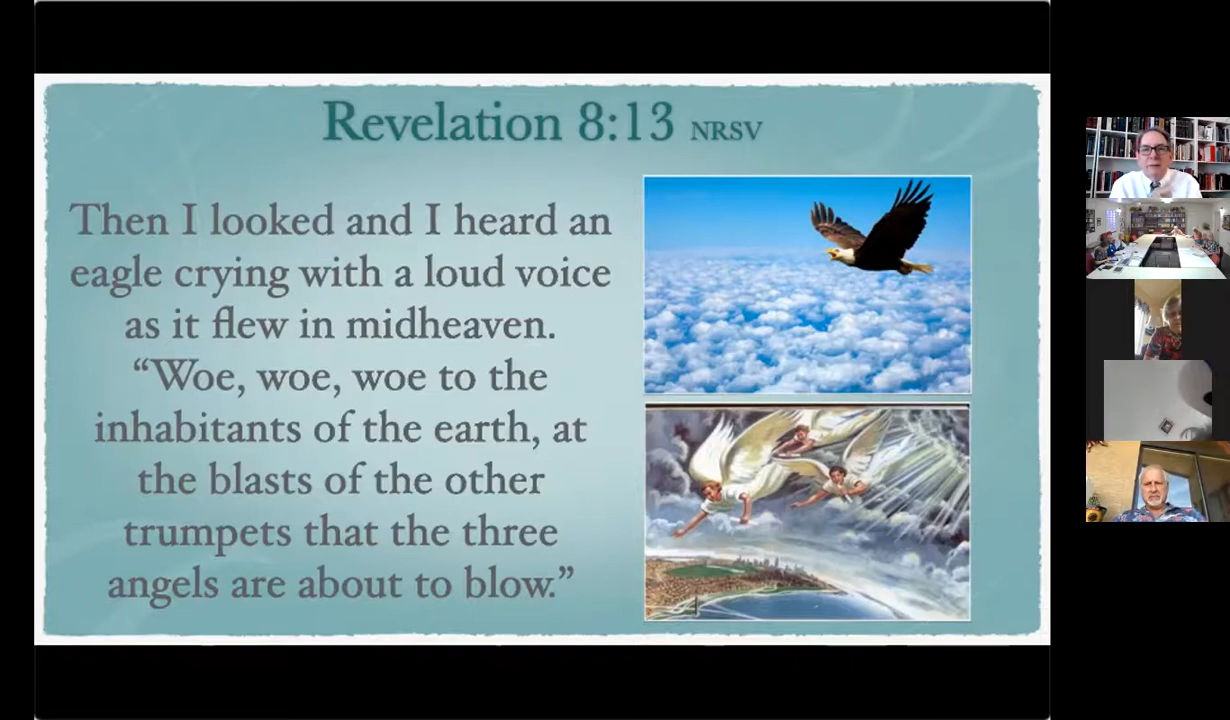 Revelation 8:13 NRSV
Then I looked and I heard an
eagle crying with a loud voice
as it flew in midheaven.
“Woe, woe, woe to the
inhabitants of the earth, at
the blasts of the other
trumpets that the three
angels are about to blow.”